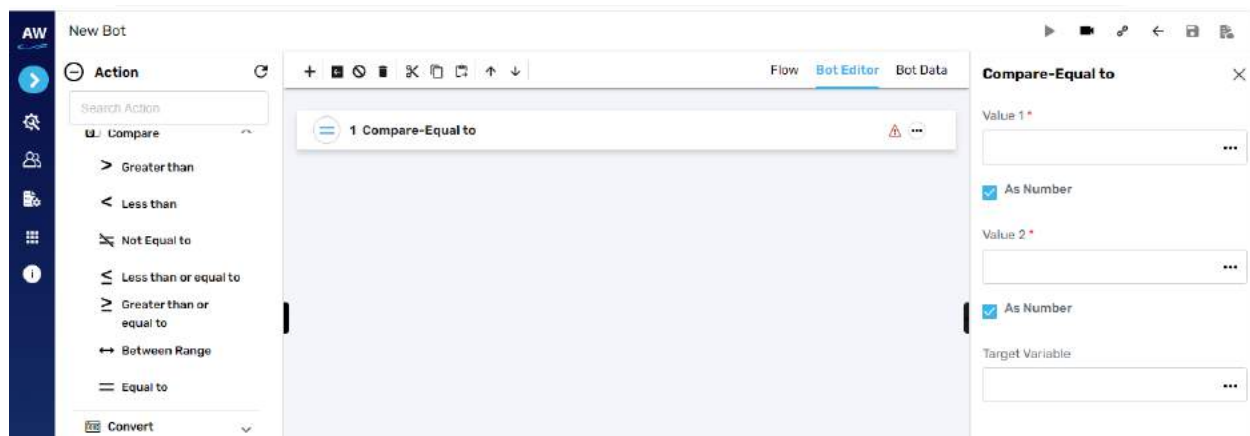 AW
New Bot
Action
Search Action
Compare
Greater than
Less than
Not Equal to
Less than or equal to
Greater than or
equal to
Between Range
Equal to
Convert
Flow
Bot Editor
Bot Data
1 Compare-Equal to
Compare-Equal to
Value 1 *
As Number
Value 2 *
As Number
Target Variable